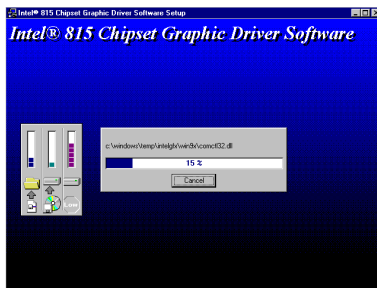 Intel® 815 Chipset Graphic Driver Software Setup
Intel® 815 Chipset Graphic Driver Software
c:\windows\temp\intelgfx\win9x\comctl32.dll
15 %
Cancel